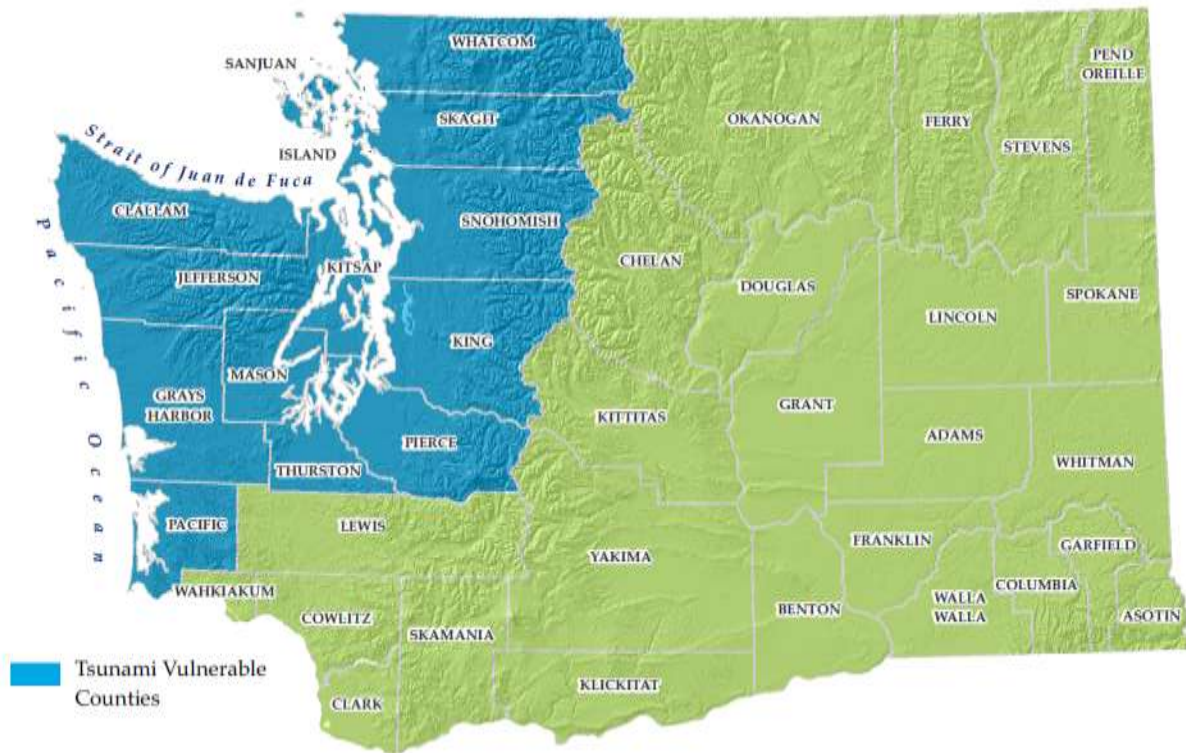 WHATCOM
SANJUAN
PEND
OREILLE
SKAGIT
OKANOGAN
FERRY
STEVENS
Strait of Juan de Fuca
ISLAND
CLALLAM
SNOHOMISH
Pacific Ocean
KITSAP
JEFFERSON
CHELAN
DOUGLAS
SPOKANE
LINCOLN
KING
MASON
GRAYS
HARBOR
KITTITAS
GRANT
ADAMS
PIERCE
WHITMAN
THURSTON
PACIFIC
LEWIS
YAKIMA
FRANKLIN
GARFIELD
WAHKIAKUM
COLUMBIA
COWLITZ
BENTON
WALLA
WALLA
ASOTIN
SKAMANIA
Tsunami Vulnerable
Counties
KLICKITAT
CLARK